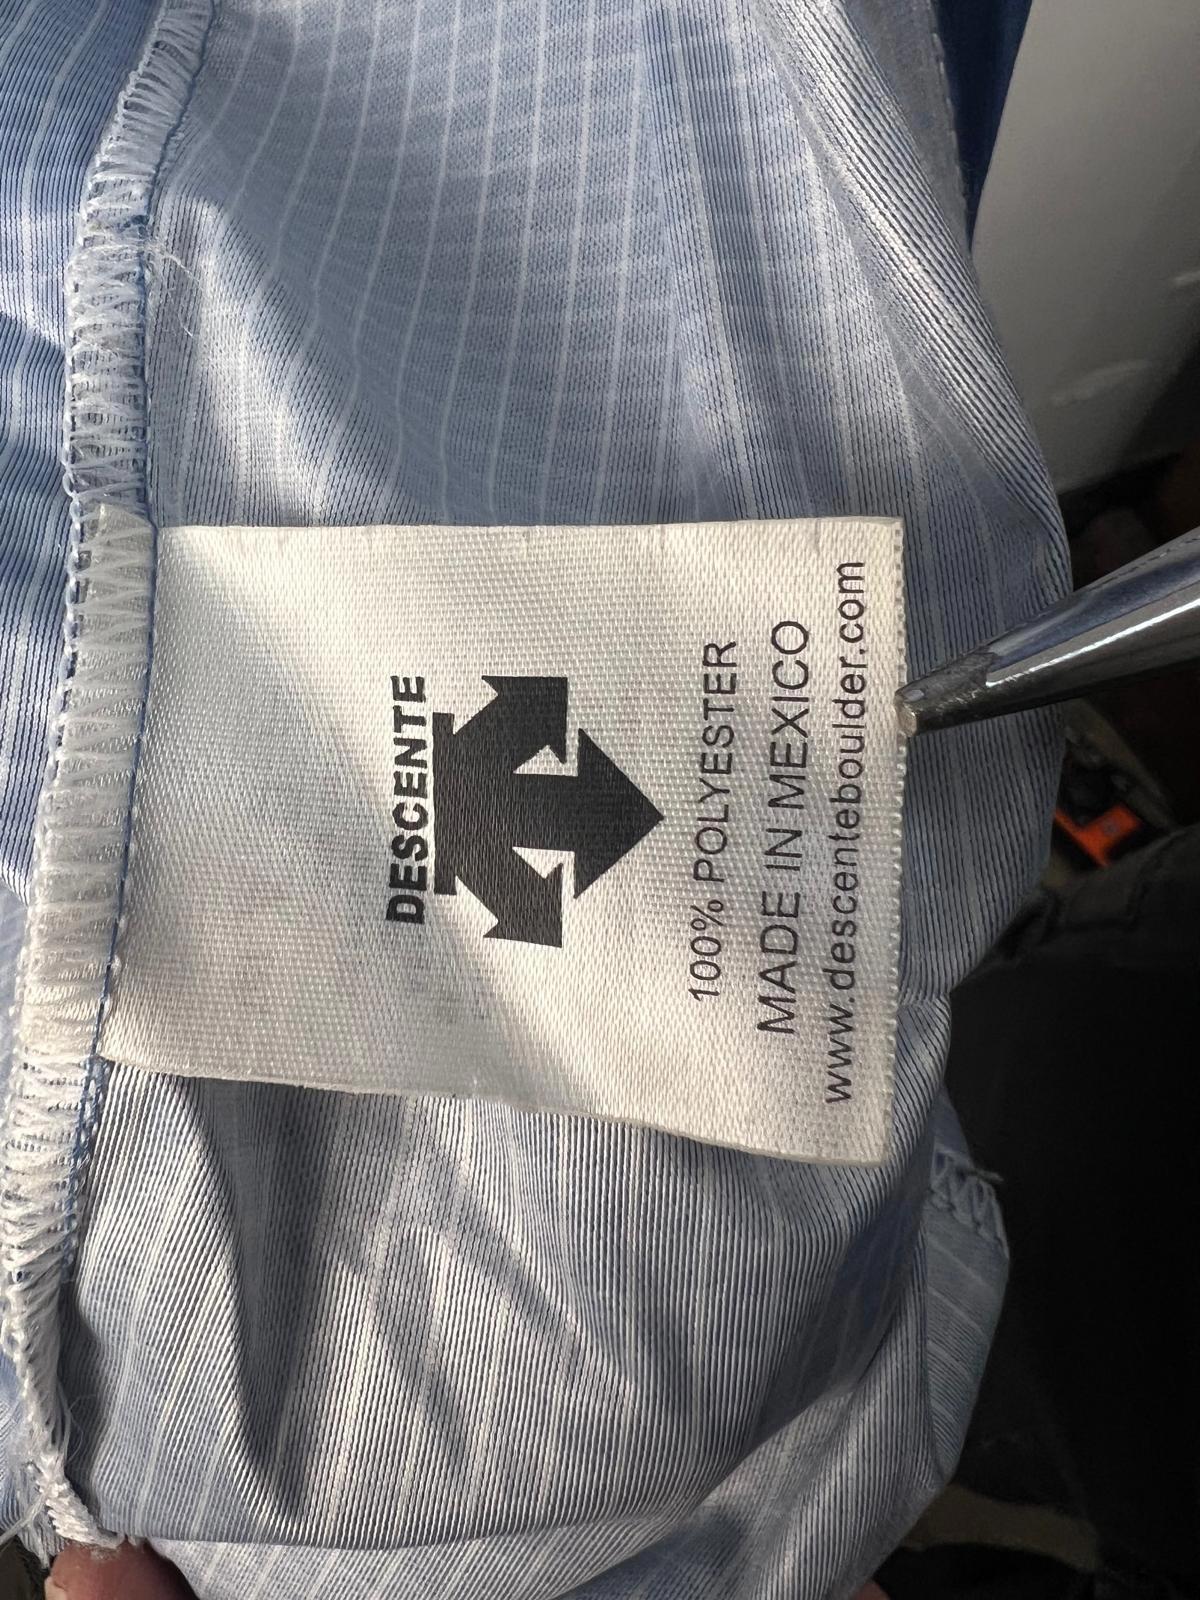 DESCENTE
100% POLYESTER
MADE IN MEXICO
www.descenteboulder.com